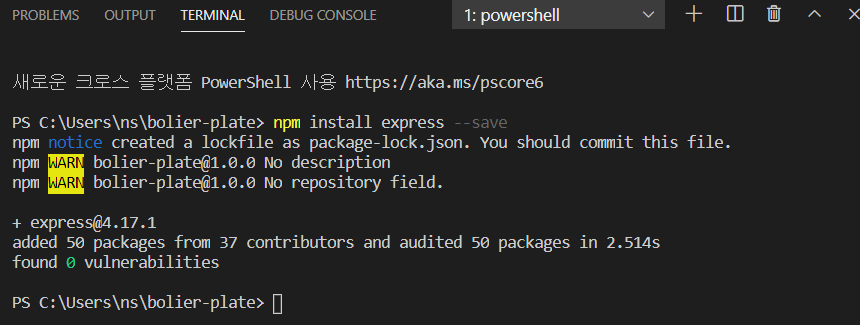 PROBLEMS OUTPUT TERMINAL DEBUG CONSOLE 1: powershell
새로운 크로스 플랫폼 PowerShell 사용 https://aka.ms/pscore6
PS C:\Users\ns\bolier-plate> npm install express --save
npm notice created a lockfile as package-lock.json. You should commit this file.
npm WARN bolier-plate@1.0.0 No description
npm WARN bolier-plate@1.0.0 No repository field.
+ express@4.17.1
added 50 packages from 37 contributors and audited 50 packages in 2.514s
found 0 vulnerabilities
PS C:\Users\ns\bolier-plate>